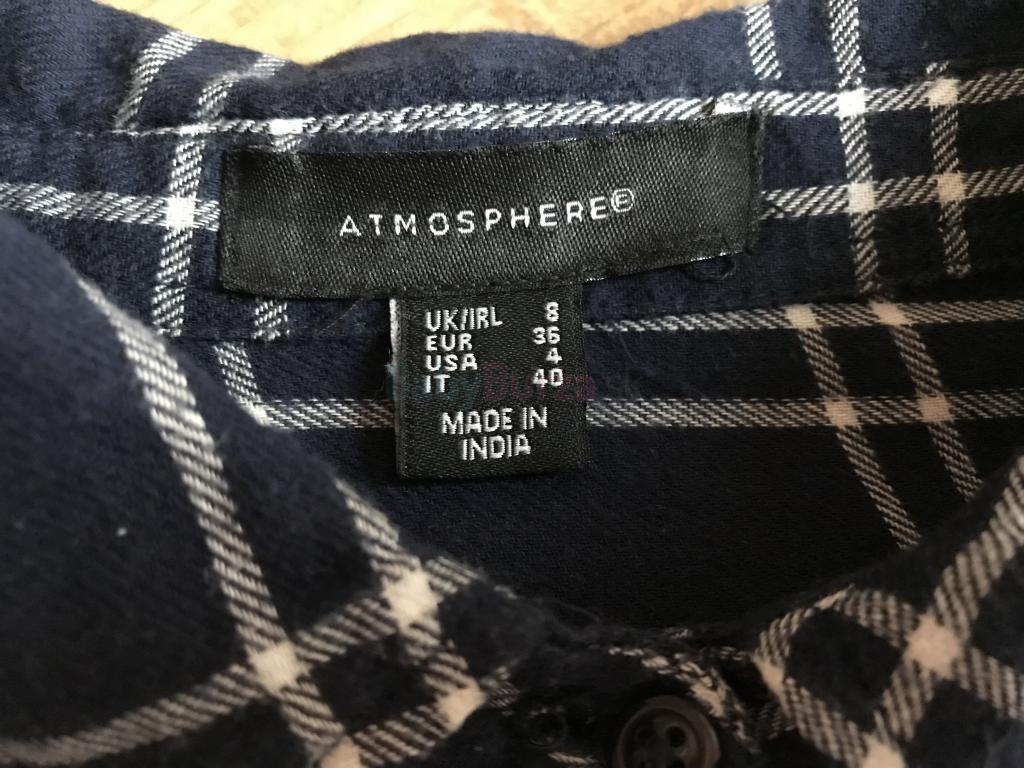 ATMOSPHERE©
UK/IRL 8
EUR 36
USA 4
IT 40
MADE IN
INDIA